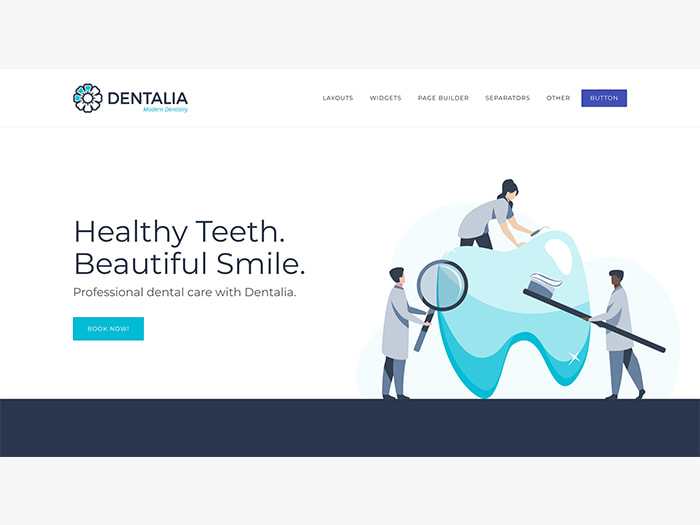 DENTALIA
Modern Dentistry
LAYOUTS WIDGETS PAGE BUILDER SEPARATORS OTHER BUTTON
Healthy Teeth.
Beautiful Smile.
Professional dental care with Dentalia.
BOOK NOW!